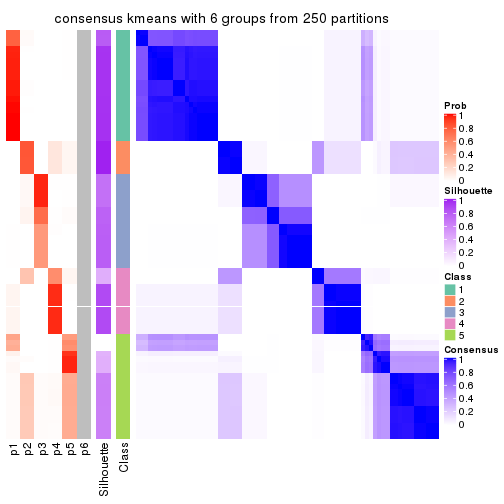 consensus kmeans with 6 groups from 250 partitions
Prob
1
0.8
0.6
0.4
0.2
0
Silhouette
1
0.8
0.6
0.4
0.2
0
Class
1
2
3
4
5
Consensus
1
0.8
0.6
0.4
0.2
0
p1
p2
p3
p4
p5
p6
Silhouette
Class